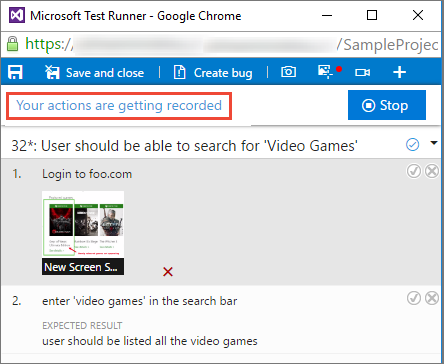 Microsoft Test Runner - Google Chrome
https:/
/SampleProjec
Save and close
Create bug
Your actions are getting recorded
Stop
32*: User should be able to search for 'Video Games'
1. Login to foo.com
New Screen S...
2. enter 'video games' in the search bar
EXPECTED RESULT
user should be listed all the video games